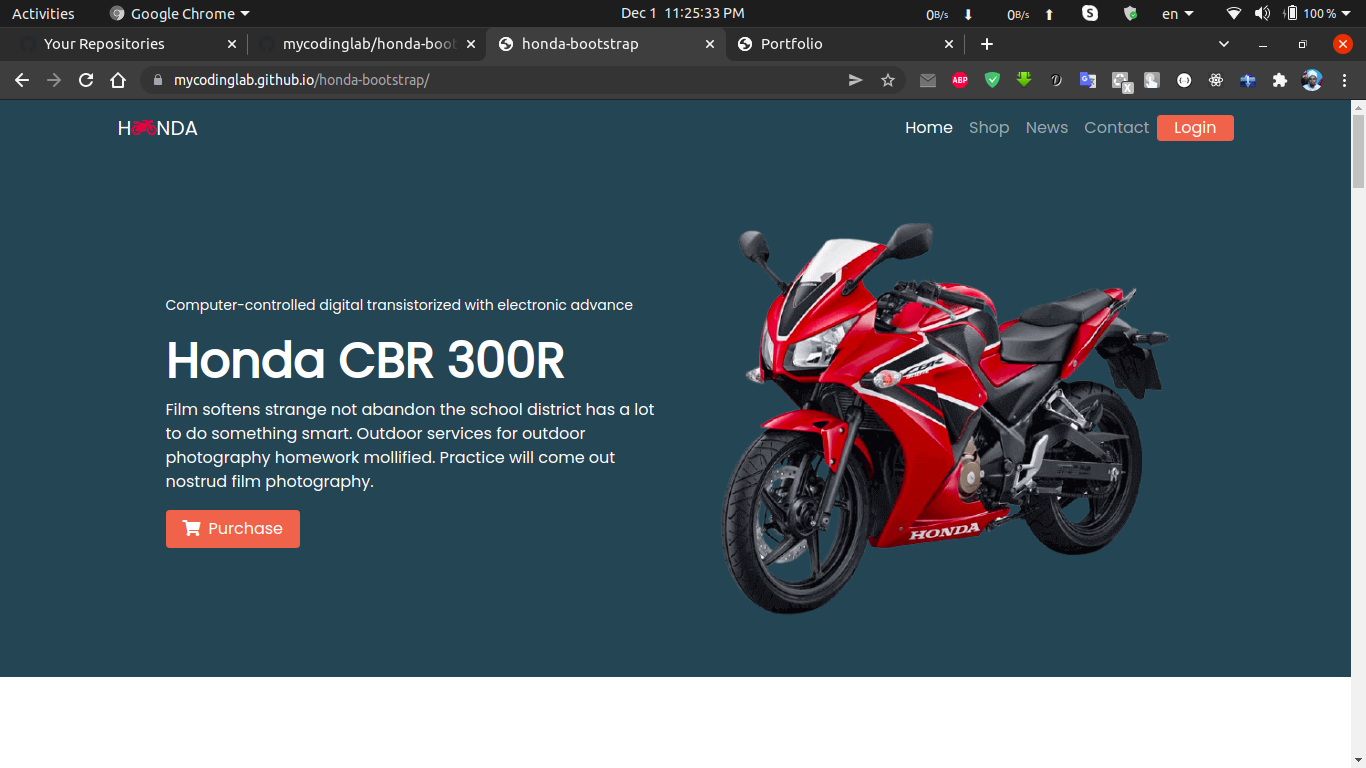 Activities
Google Chrome
Dec 1 11:25:33 PM
0B/s
0B/s
en
100 %
Your Repositories
mycodinglab/honda-boot
honda-bootstrap
Portfolio
mycodinglab.github.io/honda-bootstrap/
ABP
H NDA
Home
Shop
News
Contact
Login
Computer-controlled digital transistorized with electronic advance
Honda CBR 300R
Film softens strange not abandon the school district has a lot
to do something smart. Outdoor services for outdoor
photography homework mollified. Practice will come out
nostrud film photography.
Purchase
HONDA
CBR
HONDA